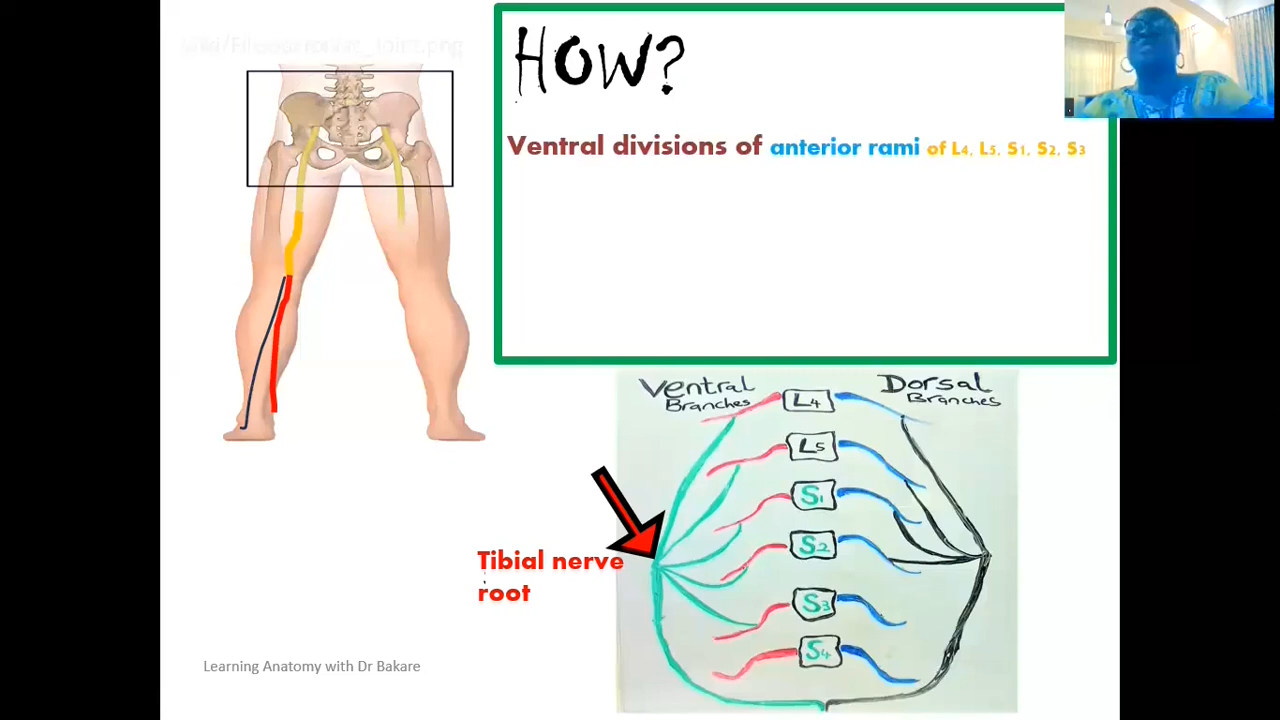 HOW?
Ventral divisions of anterior rami of L4, L5, S1, S2, S3
Ventral
Branches
Dorsal
Branches
L4
L5
S1
S2
S3
S4
Tibial nerve
root
Learning Anatomy with Dr Bakare